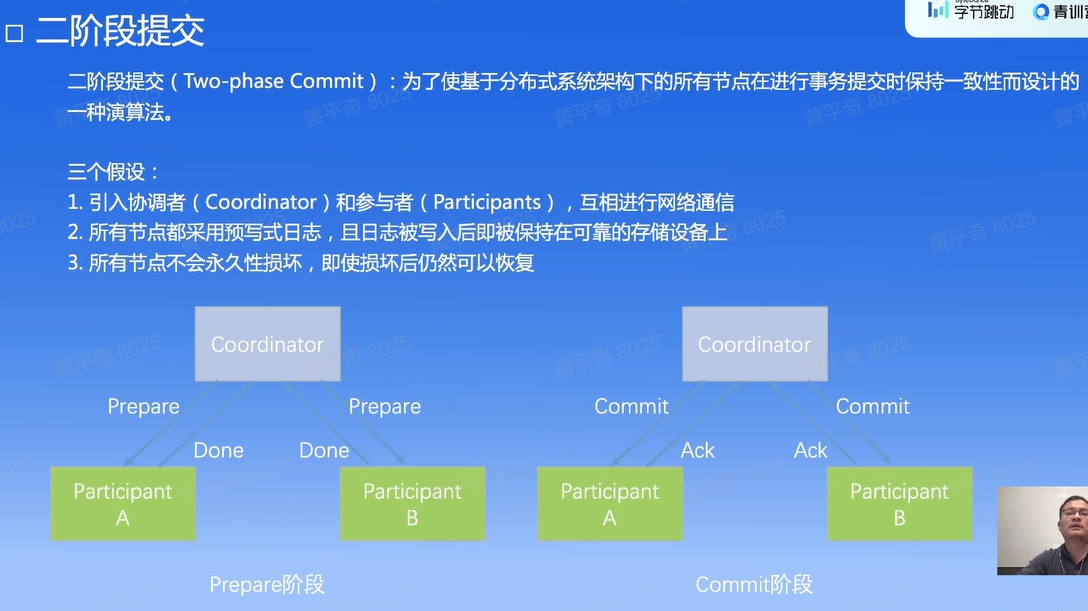 字节跳动 青训
二阶段提交
二阶段提交（Two-phase Commit）：为了使基于分布式系统架构下的所有节点在进行事务提交时保持一致性而设计的
一种演算法。
三个假设：
1. 引入协调者（Coordinator）和参与者（Participants），互相进行网络通信
2. 所有节点都采用预写式日志，且日志被写入后即被保持在可靠的存储设备上
3. 所有节点不会永久性损坏，即使损坏后仍然可以恢复
Coordinator
Coordinator
Prepare
Prepare
Commit
Commit
Done
Done
Ack
Ack
Participant
A
Participant
B
Participant
A
Participant
B
Prepare阶段
Commit阶段
黄平奇 8025